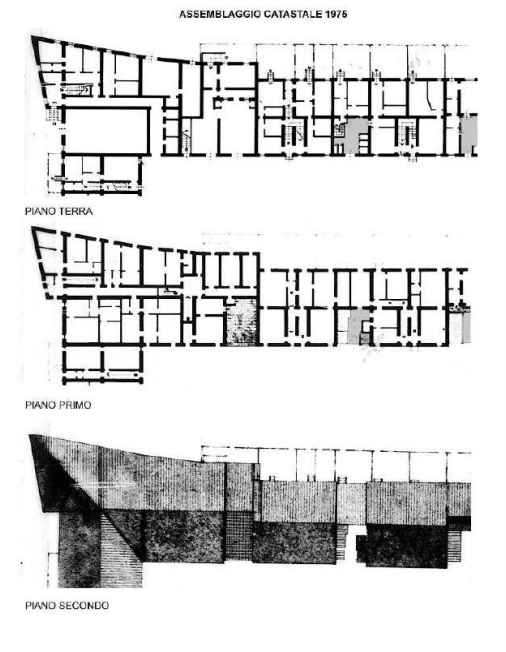 ASSEMBLAGGIO CATASTALE 1975
PIANO TERRA
PIANO PRIMO
PIANO SECONDO